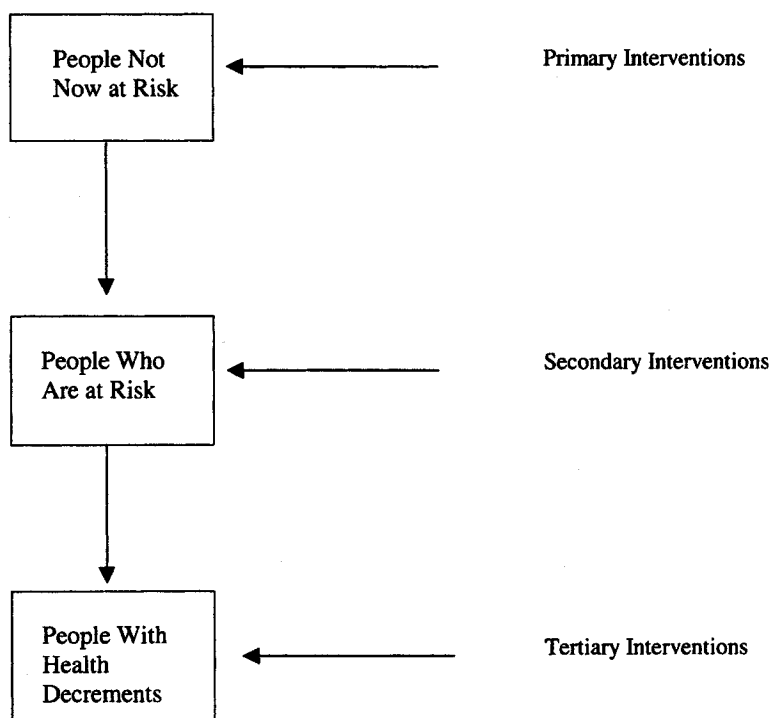 People Not
Now at Risk
Primary Interventions
People Who
Are at Risk
Secondary Interventions
People With
Health
Decrements
Tertiary Interventions